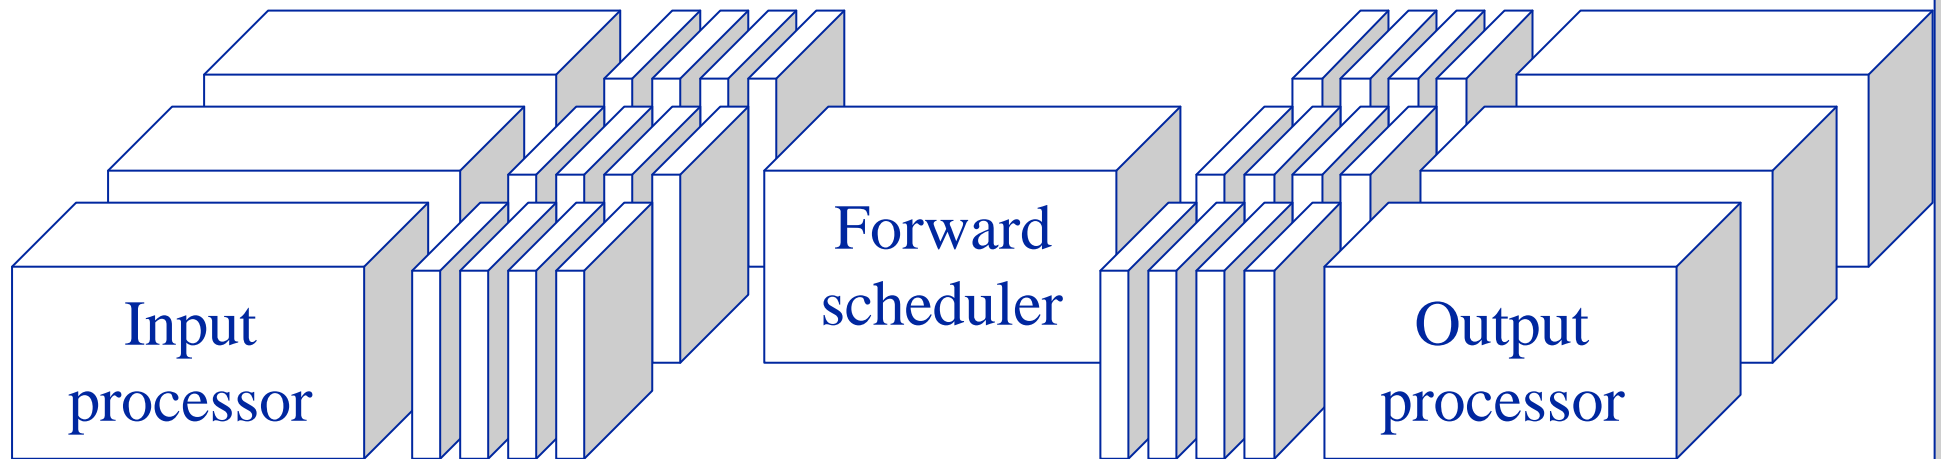 Input
processor
Forward
scheduler
Output
processor